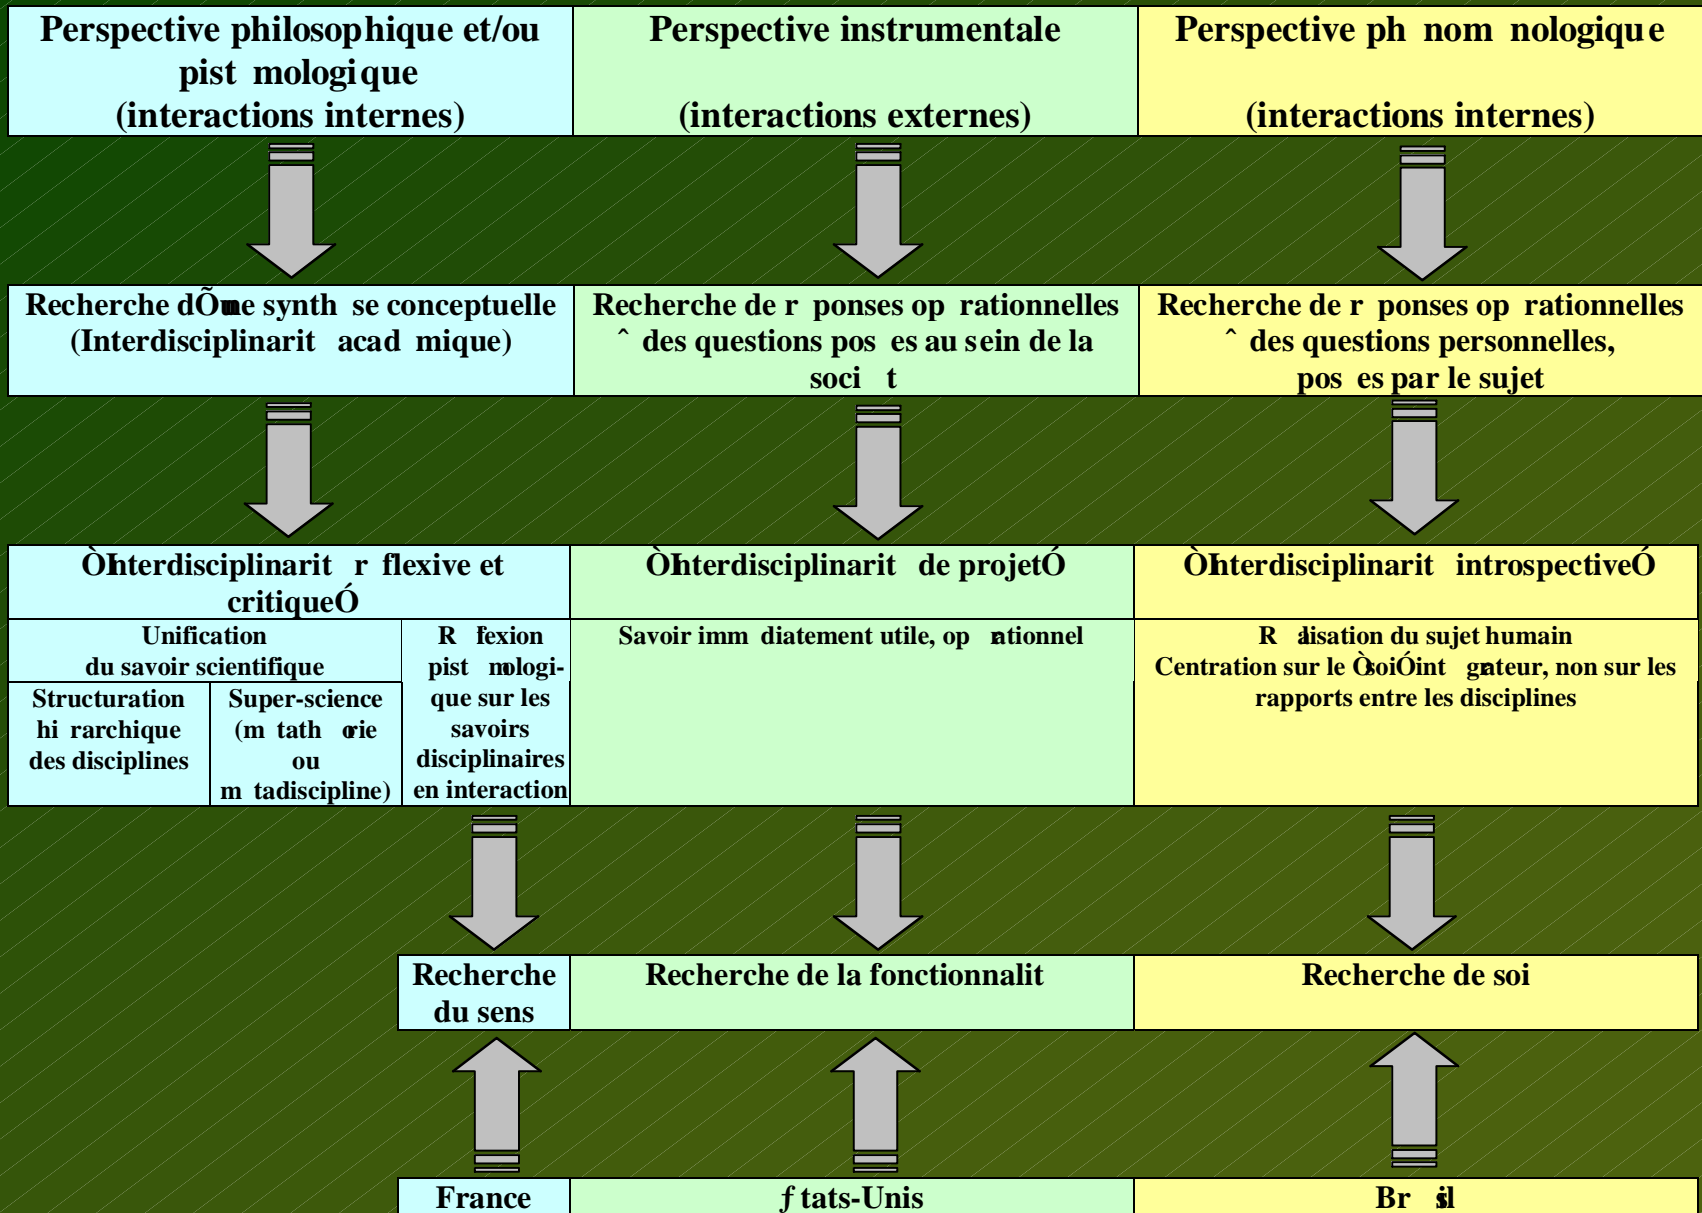 Perspective philosophique et/ou
pist mologique
(interactions internes)
Perspective instrumentale
(interactions externes)
Perspective ph nom nologique
(interactions internes)
Recherche dÕune synth se conceptuelle
(Interdisciplinarit acad mique)
Recherche de r ponses op rationnelles
ˆ des questions pos es au sein de la
soci t
Recherche de r ponses op rationnelles
ˆ des questions personnelles,
pos es par le sujet
ÒInterdisciplinarit r flexive et
critiqueÓ
ÒInterdisciplinarit de projetÓ
ÒInterdisciplinarit introspectiveÓ
Unification
du savoir scientifique
Structuration
hi rarchique
des disciplines
Super-science
(m tath orie
ou
m tadiscipline)
R flexion
pist mologi-
que sur les
savoirs
disciplinaires
en interaction
Savoir imm diatement utile, op rationnel
R alisation du sujet humain
Centration sur le ÒsoiÓ int grateur, non sur les
rapports entre les disciplines
Recherche
du sens
Recherche de la fonctionnalit
Recherche de soi
France
ƒtats-Unis
Br sil